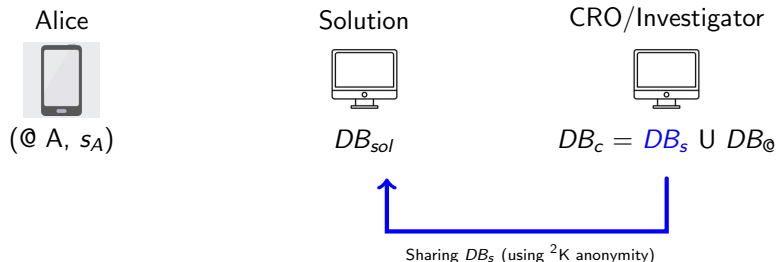 Alice Solution CRO/Investigator
(@ A, s_A) DB_sol DB_c = DB_s U DB_@
Sharing DB_s (using ²K anonymity)